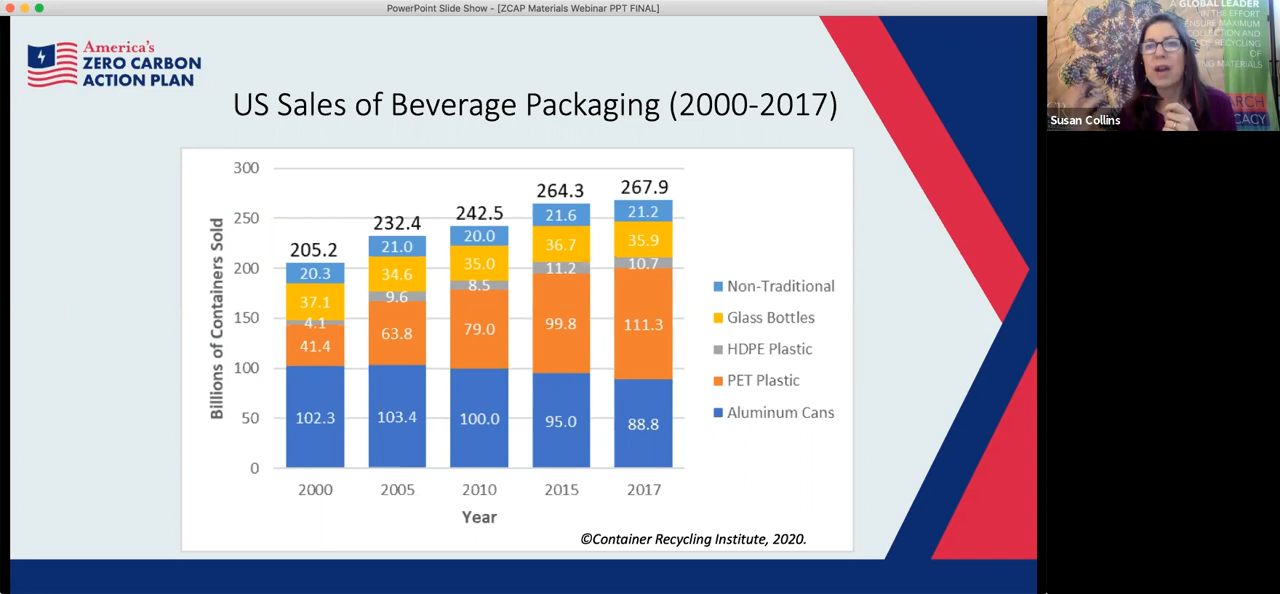 PowerPoint Slide Show - [ZCAP Materials Webinar PPT FINAL]
America's
ZERO CARBON
ACTION PLAN
US Sales of Beverage Packaging (2000-2017)
Billions of Containers Sold
300
250
200
150
100
50
0
205.2
20.3
37.1
4.1
41.4
102.3
232.4
21.0
34.6
9.6
63.8
103.4
242.5
20.0
35.0
8.5
79.0
100.0
264.3
21.6
36.7
11.2
99.8
95.0
267.9
21.2
35.9
10.7
111.3
88.8
2000
2005
2010
2015
2017
Year
Non-Traditional
Glass Bottles
HDPE Plastic
PET Plastic
Aluminum Cans
©Container Recycling Institute, 2020.
A GLOBAL LEADER
IN THE EFFORT
ENSURE MAXIMUM
COLLECTION AND
RECYCLING
OF
MATERIALS
Susan Collins